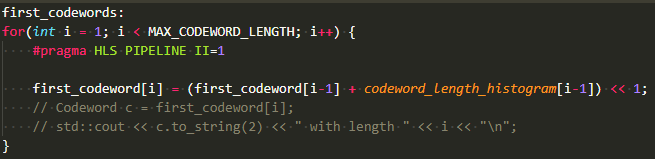 first_codewords:
for(int i = 1; i < MAX_CODEWORD_LENGTH; i++) {
#pragma HLS PIPELINE II=1
first_codeword[i] = (first_codeword[i-1] + codeword_length_histogram[i-1]) << 1;
// Codeword c = first_codeword[i];
// std::cout << c.to_string(2) << " with length " << i << "\n";
}